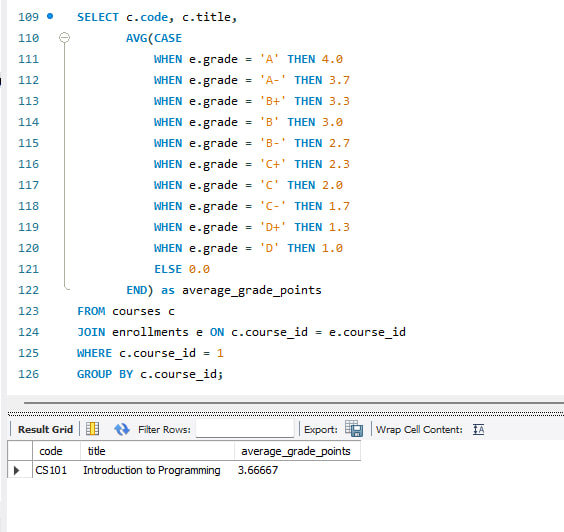 109 SELECT c.code, c.title,
110 AVG(CASE
111 WHEN e.grade = 'A' THEN 4.0
112 WHEN e.grade = 'A-' THEN 3.7
113 WHEN e.grade = 'B+' THEN 3.3
114 WHEN e.grade = 'B' THEN 3.0
115 WHEN e.grade = 'B-' THEN 2.7
116 WHEN e.grade = 'C+' THEN 2.3
117 WHEN e.grade = 'C' THEN 2.0
118 WHEN e.grade = 'C-' THEN 1.7
119 WHEN e.grade = 'D+' THEN 1.3
120 WHEN e.grade = 'D' THEN 1.0
121 ELSE 0.0
122 END) as average_grade_points
123 FROM courses c
124 JOIN enrollments e ON c.course_id = e.course_id
125 WHERE c.course_id = 1
126 GROUP BY c.course_id;
Result Grid Filter Rows: Export: Wrap Cell Content:
code title average_grade_points
CS101 Introduction to Programming 3.66667